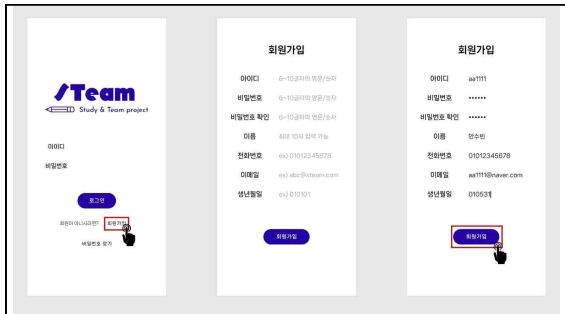 STeam
Study & Team project
아이디
비밀번호
로그인
회원이 아니시라면? 회원가입
비밀번호 찾기
회원가입
아이디 6~10글자의 영문/숫자
비밀번호 6~10글자의 영문/숫자
비밀번호 확인 6~10글자의 영문/숫자
이름 최대 10자 입력 가능
전화번호 ex) 01012345678
이메일 ex) abc@steam.com
생년월일 ex) 010101
회원가입
회원가입
아이디 aa1111
비밀번호 ••••••
비밀번호 확인 ••••••
이름 안수빈
전화번호 01012345678
이메일 aa1111@naver.com
생년월일 010531
회원가입